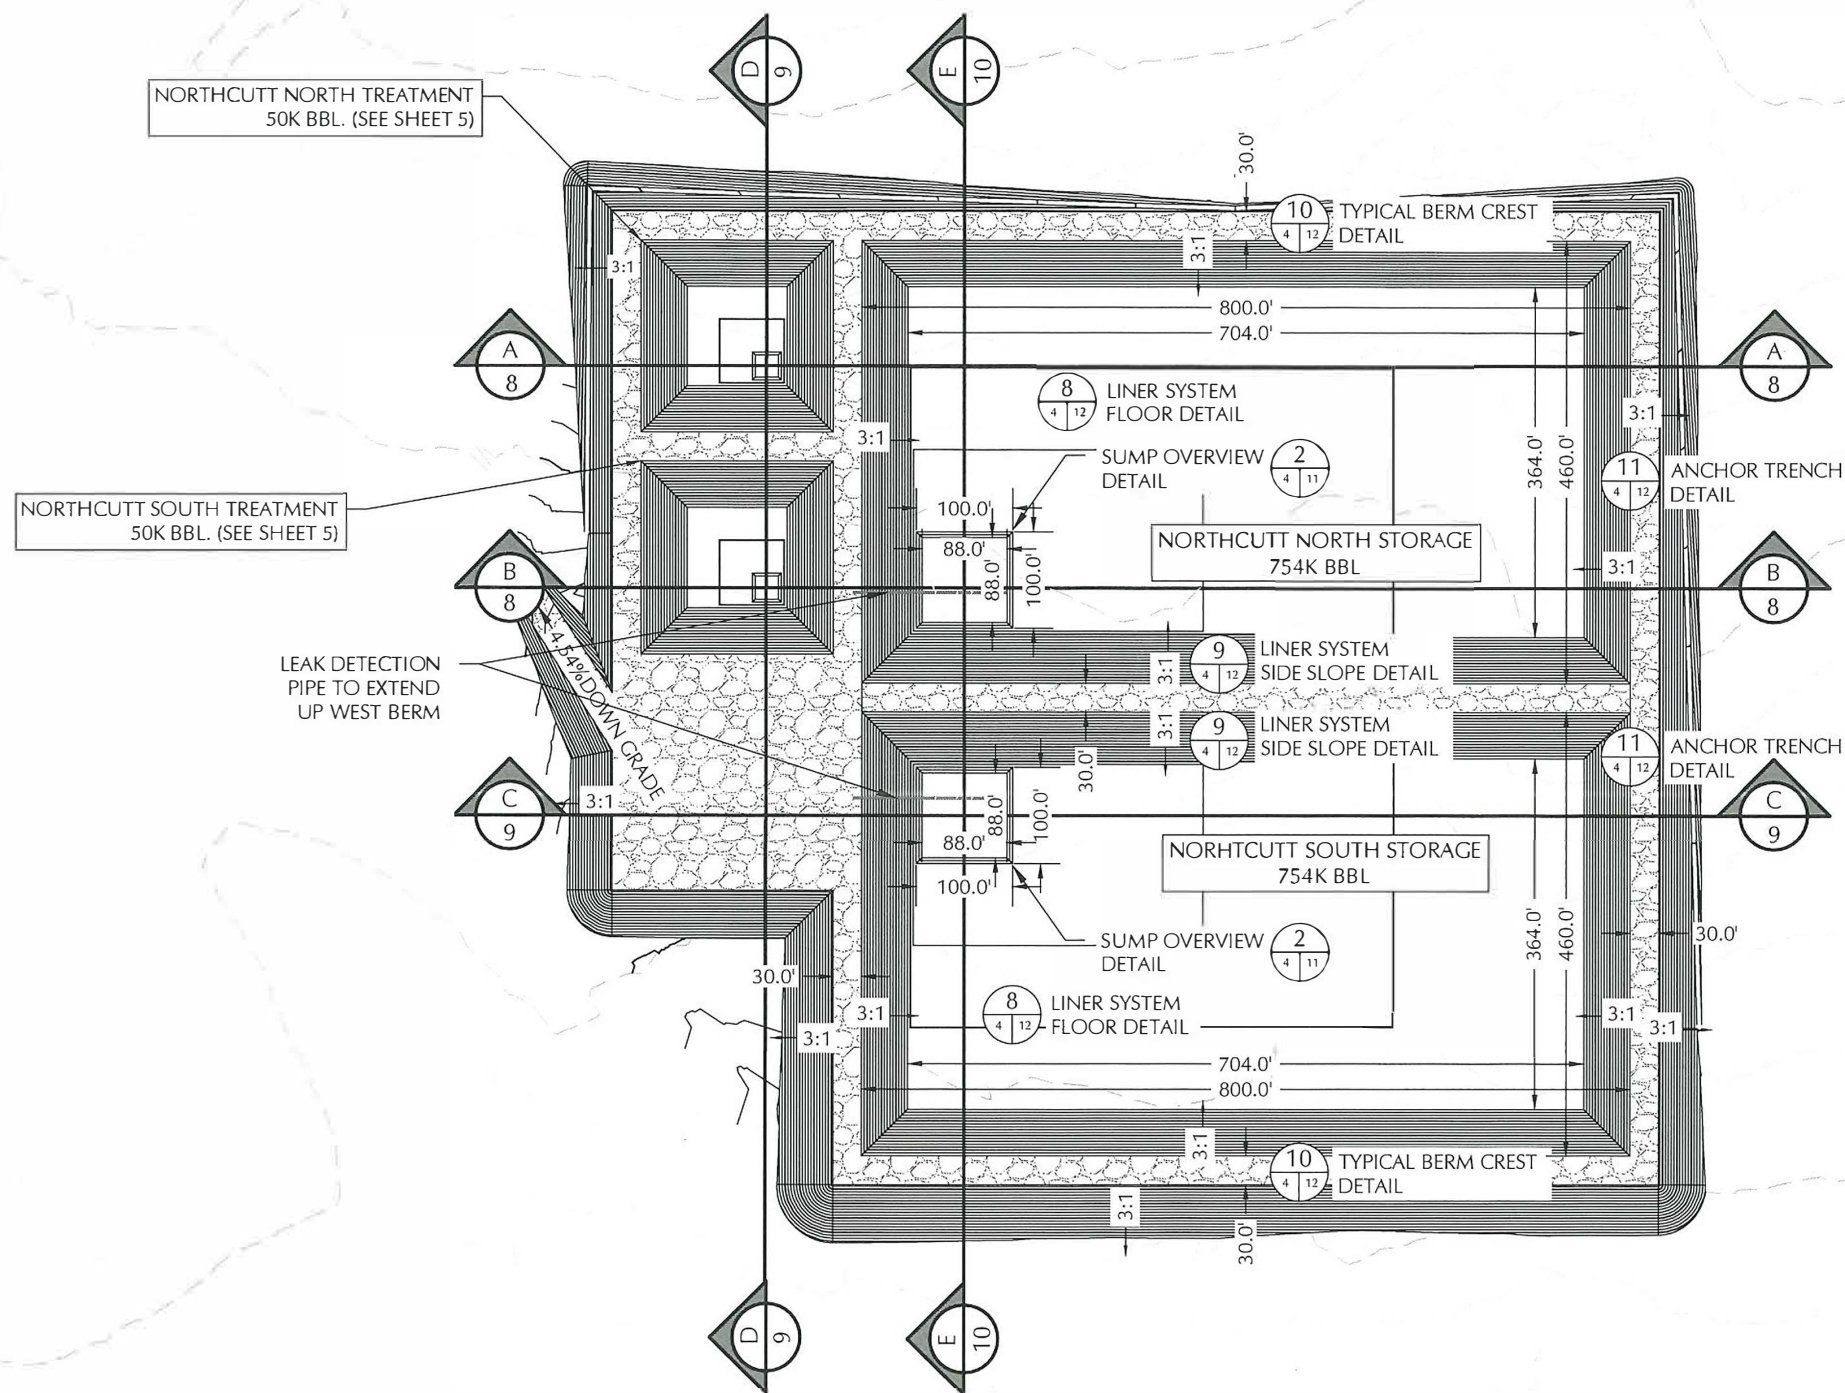 D
9
E
10
NORTHCUTT NORTH TREATMENT
50K BBL. (SEE SHEET 5)
30.0'
10
4 12
TYPICAL BERM CREST
DETAIL
3:1
3:1
800.0'
704.0'
A
8
A
8
8
4 12
LINER SYSTEM
FLOOR DETAIL
3:1
3:1
364.0'
460.0'
SUMP OVERVIEW
DETAIL
2
4 11
11
4 12
ANCHOR TRENCH
DETAIL
NORTHCUTT SOUTH TREATMENT
50K BBL. (SEE SHEET 5)
100.0'
88.0'
88.0'
100.0'
NORTHCUTT NORTH STORAGE
754K BBL
3:1
B
8
B
8
4.54% DOWN GRADE
LEAK DETECTION
PIPE TO EXTEND
UP WEST BERM
3:1
9
4 12
LINER SYSTEM
SIDE SLOPE DETAIL
3:1
9
4 12
LINER SYSTEM
SIDE SLOPE DETAIL
11
4 12
ANCHOR TRENCH
DETAIL
30.0'
C
9
3:1
88.0'
100.0'
C
9
88.0'
100.0'
NORHTCUTT SOUTH STORAGE
754K BBL
364.0'
460.0'
30.0'
SUMP OVERVIEW
DETAIL
2
4 11
30.0'
3:1
8
4 12
LINER SYSTEM
FLOOR DETAIL
3:1
3:1
3:1
704.0'
800.0'
3:1
10
4 12
TYPICAL BERM CREST
DETAIL
3:1
30.0'
D
9
E
10